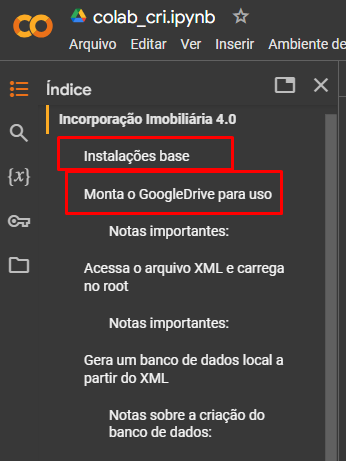 colab_cri.ipynb
Arquivo Editar Ver Inserir Ambiente de
Índice
Incorporação Imobiliária 4.0
Instalações base
{x}
Monta o GoogleDrive para uso
Notas importantes:
Acessa o arquivo XML e carrega
no root
Notas importantes:
Gera um banco de dados local a
partir do XML
Notas sobre a criação do
banco de dados: